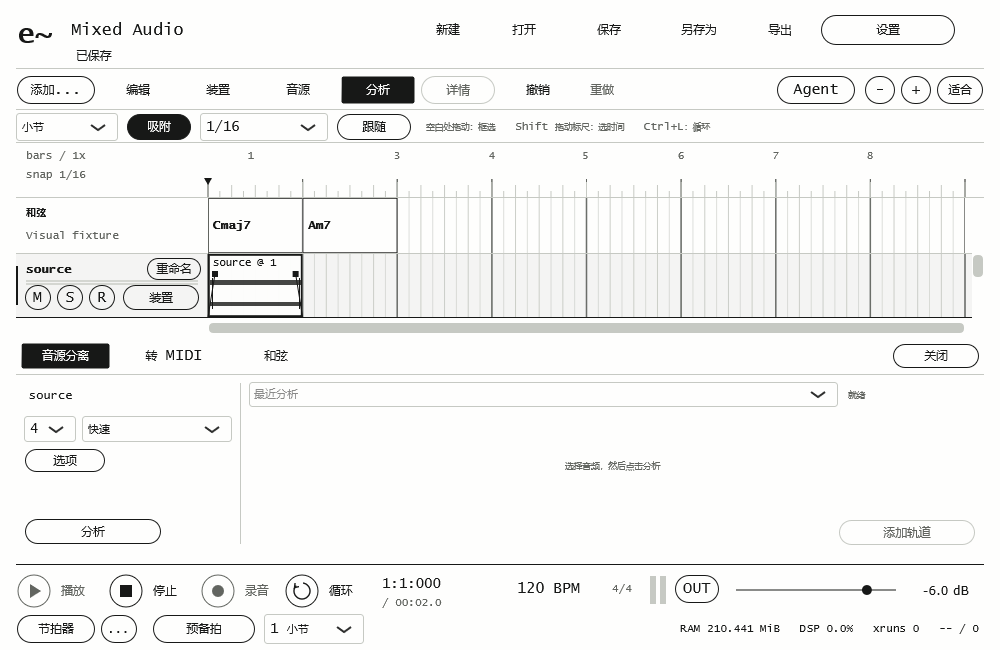 e~ Mixed Audio 新建 打开 保存 另存为 导出 设置
已保存
添加... 编辑 装置 音源 分析 详情 撤销 重做 Agent - + 适合
小节 吸附 1/16 跟随 空白处拖动: 框选 Shift 拖动标尺: 选时间 Ctrl+L: 循环
bars / 1x 1 3 4 5 6 7 8
snap 1/16
和弦
Visual fixture
Cmaj7 Am7
source 重命名
source @ 1
M S R 装置
音源分离 转 MIDI 和弦 关闭
source 最近分析 就绪
4 快速
选项
选择音频, 然后点击分析
分析 添加轨道
播放 停止 录音 循环 1:1:000 120 BPM 4/4 OUT -6.0 dB
/ 00:02.0
节拍器 ... 预备拍 1 小节 RAM 210.441 MiB DSP 0.0% xruns 0 -- / 0